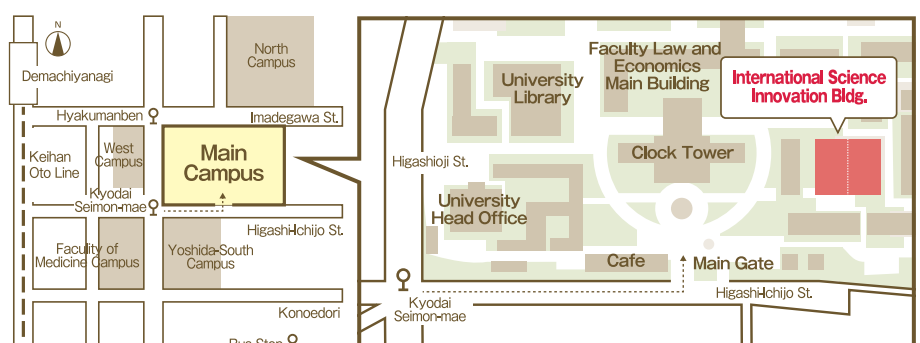 N
Demachiyanagi
North
Campus
Hyakumanben
Imadegawa St.
Keihan
Oto Line
West
Campus
Main
Campus
Kyodai
Seimon-mae
Higashi-Ichijo St.
Faculity of
Medicine Campus
Yoshida-South
Campus
Konoedori
Higashioji St.
University
Library
Faculty Law and
Economics
Main Building
International Science
Innovation Bldg.
Clock Tower
University
Head Office
Cafe
Main Gate
Higashi-Ichijo St.
Kyodai
Seimon-mae